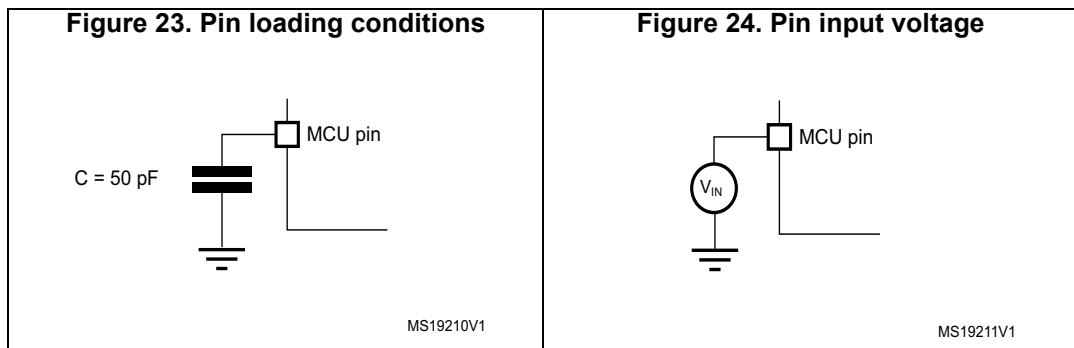 Figure 23. Pin loading conditions
MCU pin
C = 50 pF
MS19210V1
Figure 24. Pin input voltage
MCU pin
VIN
MS19211V1